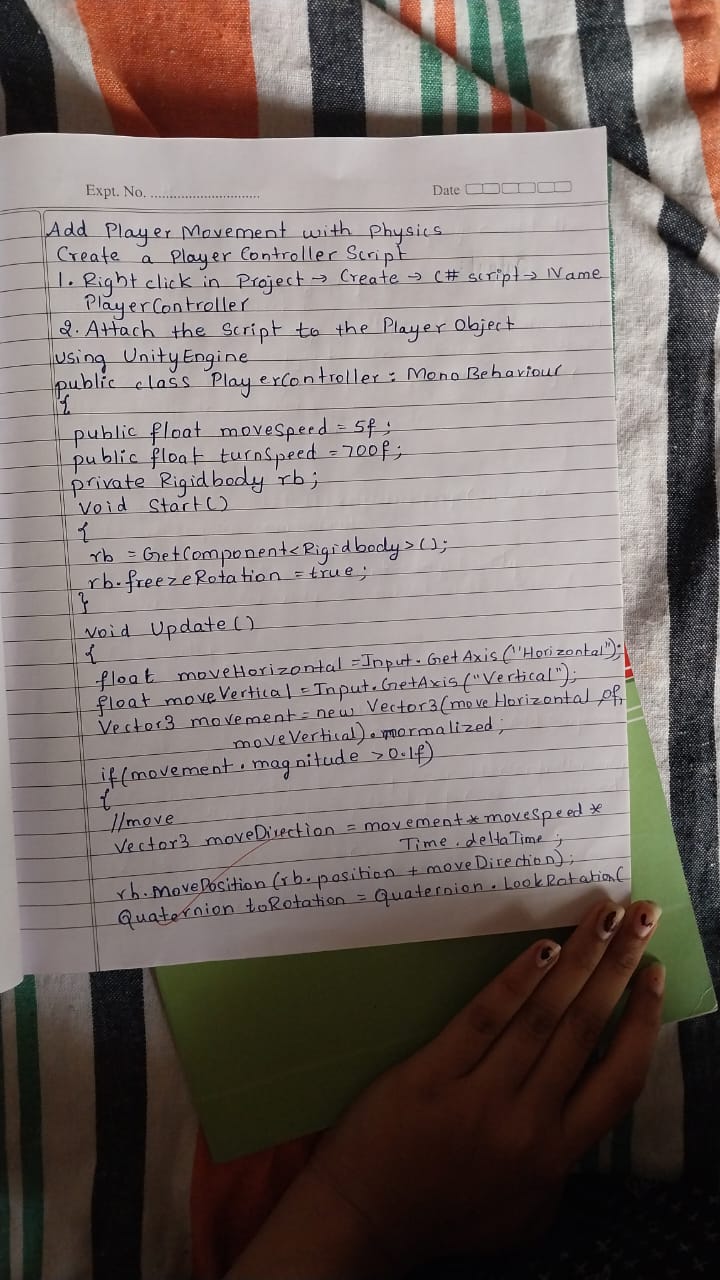 Expt. No. ............................
Date
Add Player Movement with Physics
Create a Player Controller Script
1. Right click in Project → Create → C# script → Name
PlayerController
2. Attach the Script to the Player Object
using UnityEngine
public class PlayerController : MonoBehaviour
{
public float moveSpeed = 5f;
public float turnSpeed = 700f;
private Rigidbody rb;
void Start()
{
rb = GetComponent<Rigidbody>();
rb.freezeRotation = true;
}
void Update()
{
float moveHorizontal = Input.GetAxis("Horizontal");
float moveVertical = Input.GetAxis("Vertical");
Vector3 movement = new Vector3(moveHorizontal, 0f,
moveVertical).normalized;
if(movement.magnitude > 0.1f)
{
//move
Vector3 moveDirection = movement * moveSpeed *
Time.deltaTime;
rb.MovePosition(rb.position + moveDirection);
Quaternion toRotation = Quaternion.LookRotation(